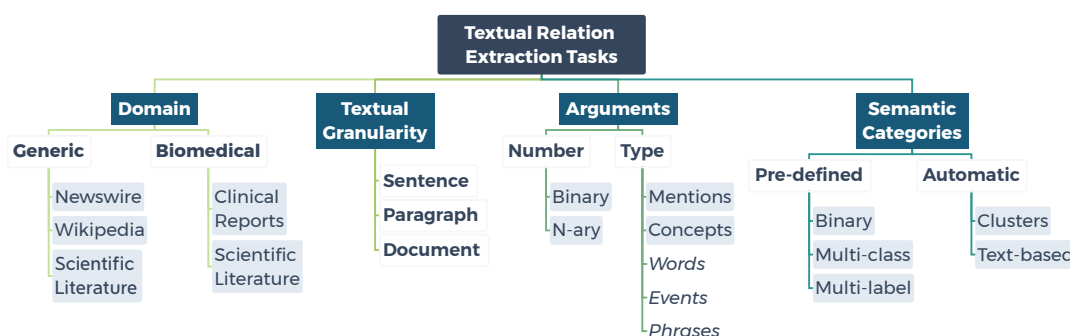 Textual Relation
Extraction Tasks
Domain
Textual
Granularity
Arguments
Semantic
Categories
Generic
Biomedical
Number
Type
Pre-defined
Automatic
Newswire
Wikipedia
Scientific
Literature
Clinical
Reports
Scientific
Literature
Sentence
Paragraph
Document
Binary
N-ary
Mentions
Concepts
Words
Events
Phrases
Binary
Multi-class
Multi-label
Clusters
Text-based